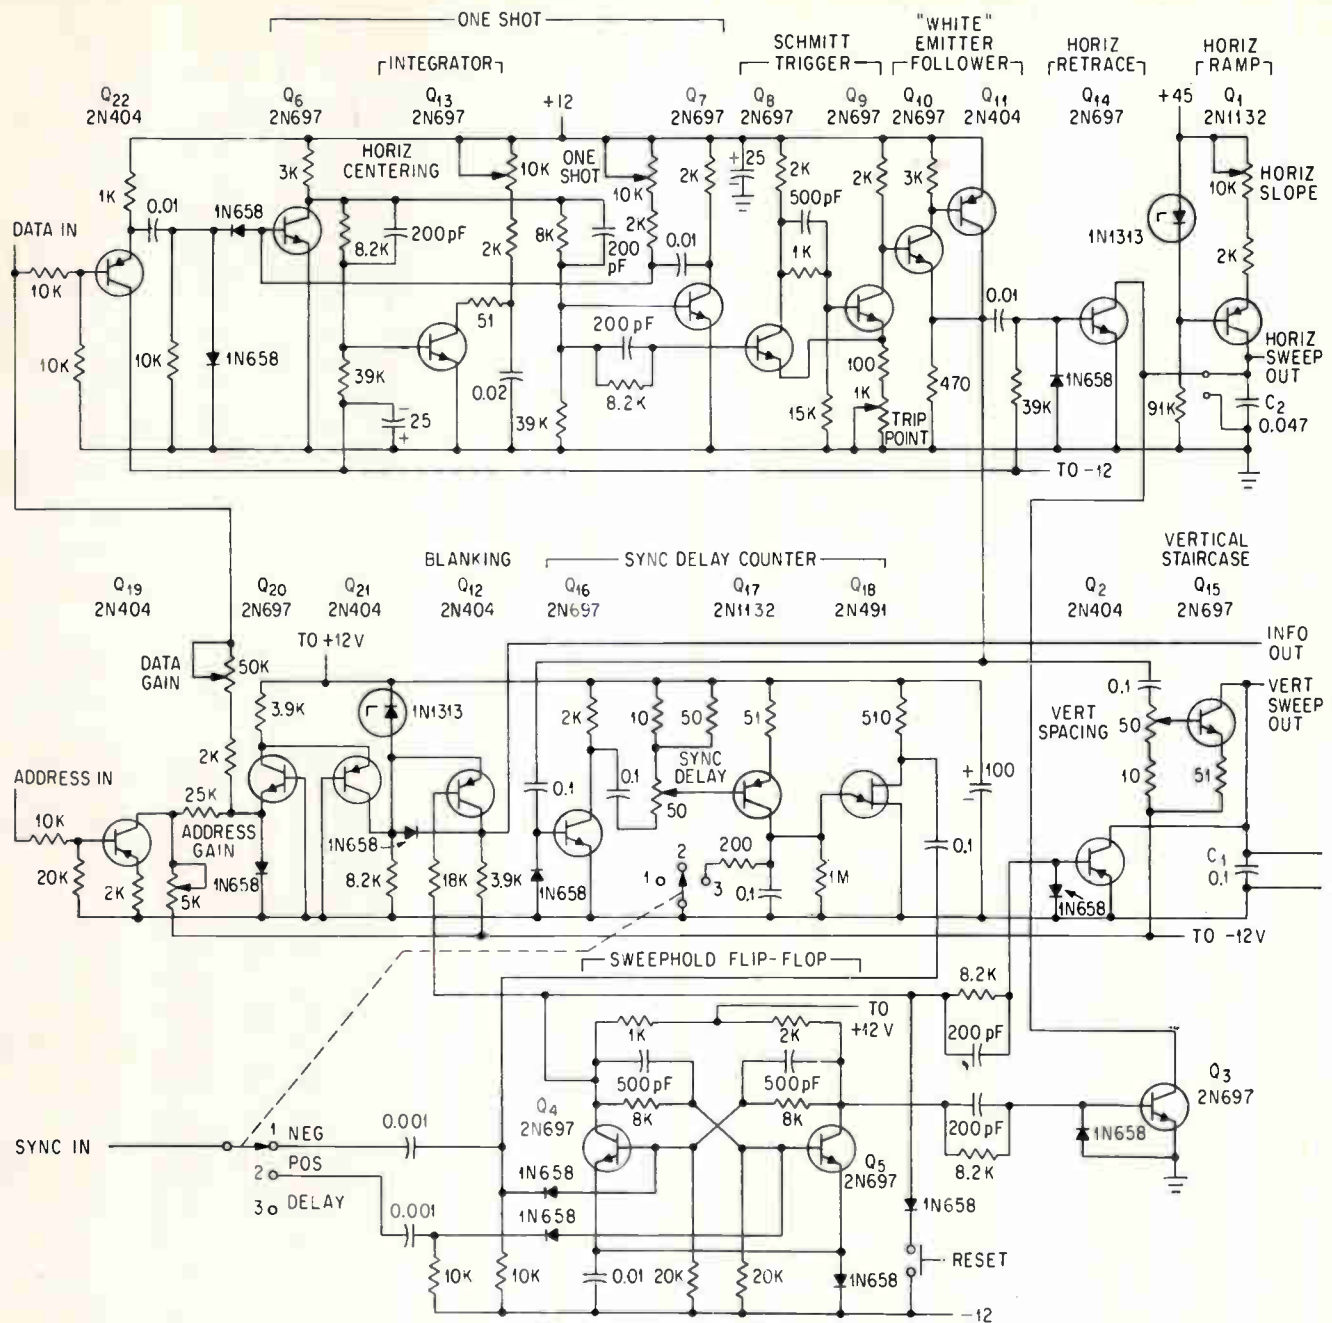 ONE SHOT
"WHITE" EMITTER FOLLOWER
SCHMITT TRIGGER
HORIZ RETRACE
HORIZ RAMP
INTEGRATOR
Q22 2N404
Q6 2N697
Q13 2N697
+12
Q7 2N697
Q8 2N697
Q9 2N697
Q10 2N697
Q11 2N404
Q14 2N697
+45
Q1 2N1132
1K
0.01
1N658
3K
HORIZ CENTERING
10K
ONE SHOT
10K
2K
+ 25 -
2K
500pF
2K
3K
10K
HORIZ SLOPE
DATA IN
10K
8.2K
200pF
2K
8K
200 pF
2K
0.01
1K
1N1313
2K
10K
10K
1N658
51
200pF
0.01
HORIZ SWEEP OUT
39K
0.02
8.2K
100
470
1N658
- 25 +
39K
15K
1K
TRIP POINT
39K
91K
C2 0.047
TO -12
BLANKING
SYNC DELAY COUNTER
VERTICAL STAIRCASE
Q19 2N404
Q20 2N697
Q21 2N404
Q12 2N404
Q16 2N697
Q17 2N1132
Q18 2N491
Q2 2N404
Q15 2N697
TO +12V
INFO OUT
DATA GAIN
50K
3.9K
1N1313
2K
10
50
51
510
0.1
VERT SWEEP OUT
VERT SPACING
50
2K
SYNC DELAY
+ 100 -
10
51
ADDRESS IN
25K
0.1
0.1
50
10K
ADDRESS GAIN
1N658
200
0.1
20K
2K
5K
1N658
8.2K
18K
3.9K
1N658
1
2
3
0.1
1M
1N658
C1 0.1
TO -12V
SWEEPHOLD FLIP-FLOP
8.2K
TO +12V
1K
2K
200pF
500pF
500pF
Q3 2N697
Q4 2N697
8K
8K
SYNC IN
1 NEG
0.001
200pF
1N658
2 POS
1N658
Q5 2N697
8.2K
3 DELAY
0.001
1N658
1N658
10K
10K
0.01
20K
20K
1N658
RESET
-12